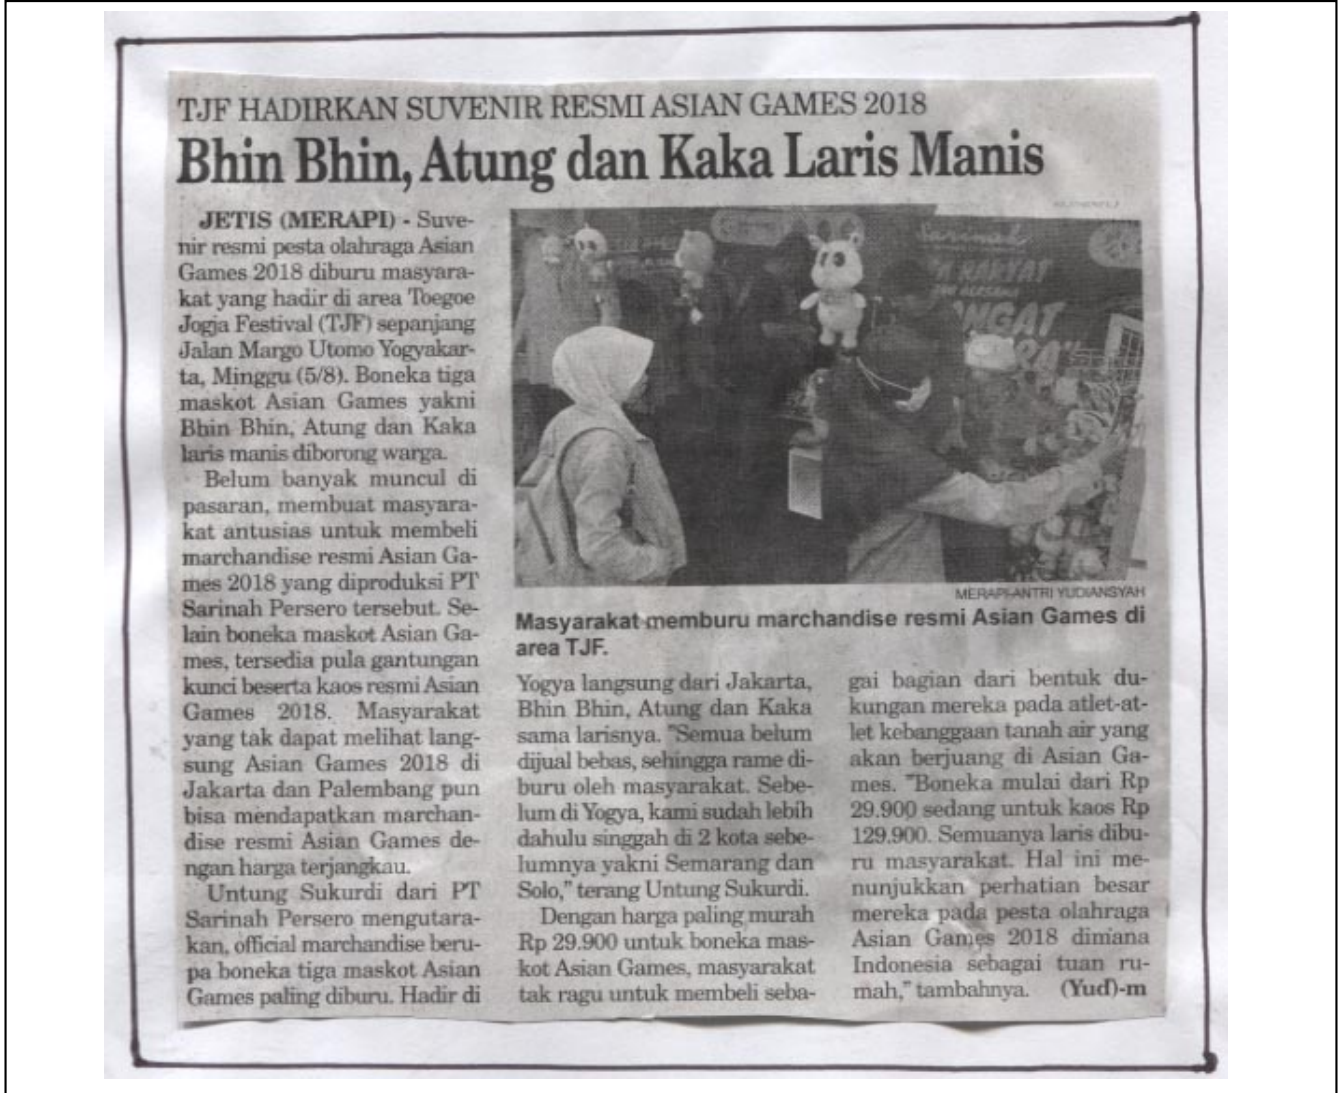 TJF HADIRKAN SUVENIR RESMI ASIAN GAMES 2018
Bhin Bhin, Atung dan Kaka Laris Manis
JETIS (MERAPI) - Suve-
nir resmi pesta olahraga Asian
Games 2018 diburu masyara-
kat yang hadir di area Toegoe
Jogja Festival (TJF) sepanjang
Jalan Margo Utomo Yogyakar-
ta, Minggu (5/8). Boneka tiga
maskot Asian Games yakni
Bhin Bhin, Atung dan Kaka
laris manis diborong warga.
Belum banyak muncul di
pasaran, membuat masyara-
kat antusias untuk membeli
marchandise resmi Asian Ga-
mes 2018 yang diproduksi PT
Sarinah Persero tersebut. Se-
lain boneka maskot Asian Ga-
mes, tersedia pula gantungan
kunci beserta kaos resmi Asian
Games 2018. Masyarakat
yang tak dapat melihat lang-
sung Asian Games 2018 di
Jakarta dan Palembang pun
bisa mendapatkan marchan-
dise resmi Asian Games de-
ngan harga terjangkau.
Untung Sukurdi dari PT
Sarinah Persero mengutara-
kan, official marchandise beru-
pa boneka tiga maskot Asian
Games paling diburu. Hadir di
Sarinah
RAKYAT
NGAT
RA"
MERAPI-ANTRI YUDIANSYAH
Masyarakat memburu marchandise resmi Asian Games di
area TJF.
Yogya langsung dari Jakarta,
Bhin Bhin, Atung dan Kaka
sama larisnya. "Semua belum
dijual bebas, sehingga rame di-
buru oleh masyarakat. Sebe-
lum di Yogya, kami sudah lebih
dahulu singgah di 2 kota sebe-
lumnya yakni Semarang dan
Solo," terang Untung Sukurdi.
Dengan harga paling murah
Rp 29.900 untuk boneka mas-
kot Asian Games, masyarakat
tak ragu untuk membeli seba-
gai bagian dari bentuk du-
kungan mereka pada atlet-at-
let kebanggaan tanah air yang
akan berjuang di Asian Ga-
mes. "Boneka mulai dari Rp
29.900 sedang untuk kaos Rp
129.900. Semuanya laris dibu-
ru masyarakat. Hal ini me-
nunjukkan perhatian besar
mereka pada pesta olahraga
Asian Games 2018 dimana
Indonesia sebagai tuan ru-
mah," tambahnya. (Yud)-m